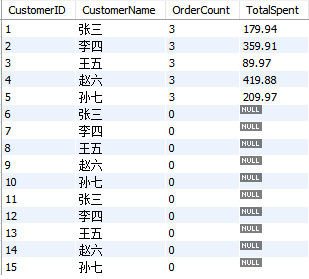 CustomerID CustomerName OrderCount TotalSpent
1 张三 3 179.94
2 李四 3 359.91
3 王五 3 89.97
4 赵六 3 419.88
5 孙七 3 209.97
6 张三 0 NULL
7 李四 0 NULL
8 王五 0 NULL
9 赵六 0 NULL
10 孙七 0 NULL
11 张三 0 NULL
12 李四 0 NULL
13 王五 0 NULL
14 赵六 0 NULL
15 孙七 0 NULL